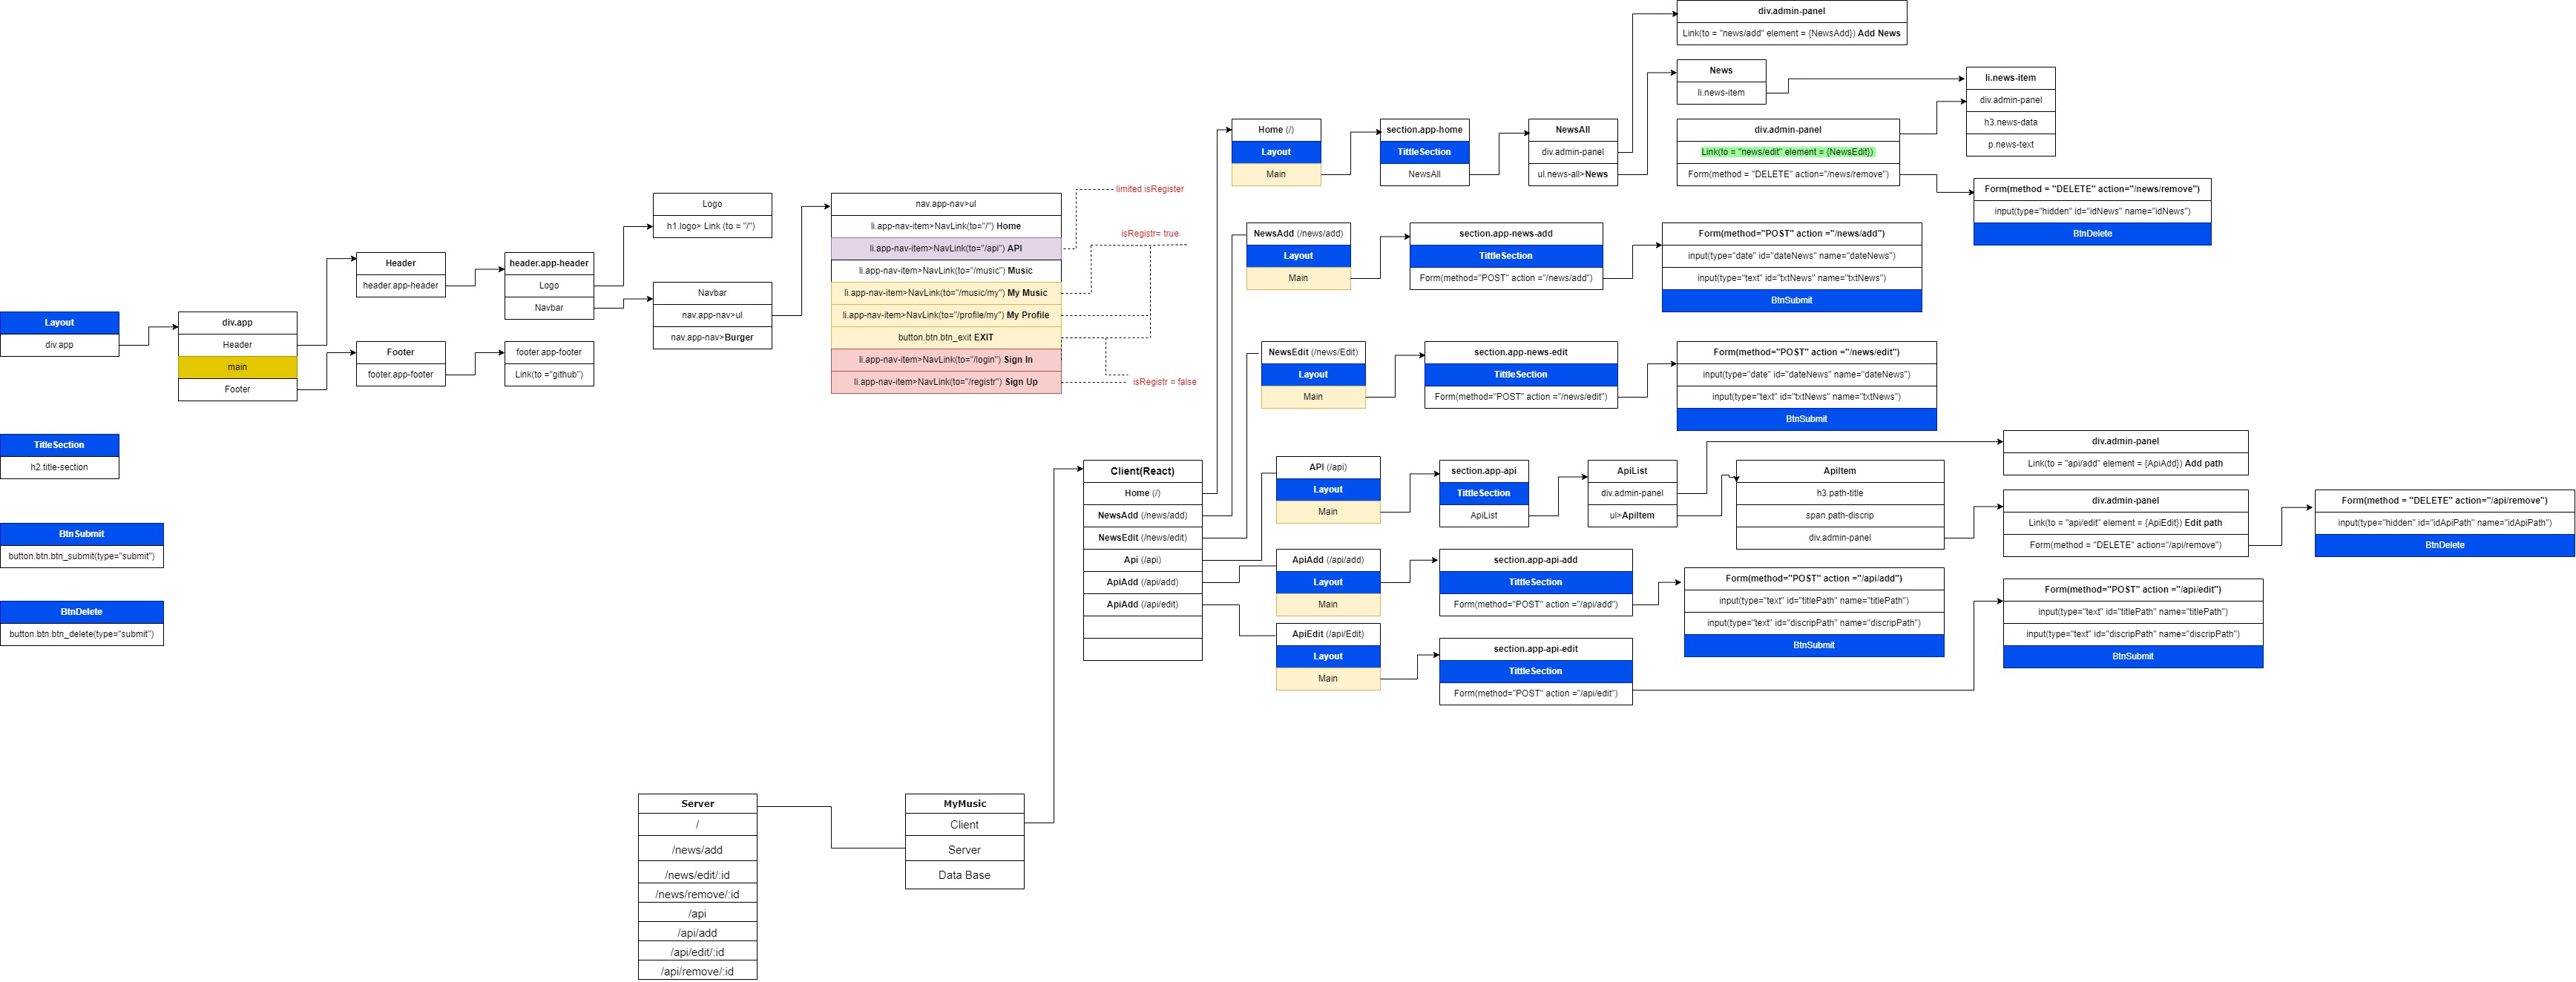 Layout
div.app
TitleSection
h2.title-section
BtnSubmit
button.btn.btn_submit(type="submit")
BtnDelete
button.btn.btn_delete(type="submit")
div.app
Header
main
Footer
Header
header.app-header
Footer
footer.app-footer
header.app-header
Logo
Navbar
footer.app-footer
Link(to ="github")
Logo
h1.logo> Link (to = "/")
Navbar
nav.app-nav>ul
nav.app-nav>Burger
nav.app-nav>ul
li.app-nav-item>NavLink(to="/") Home
li.app-nav-item>NavLink(to="/api") API
li.app-nav-item>NavLink(to="/music") Music
li.app-nav-item>NavLink(to="/music/my") My Music
li.app-nav-item>NavLink(to="/profile/my") My Profile
button.btn.btn_exit EXIT
li.app-nav-item>NavLink(to="/login") Sign In
li.app-nav-item>NavLink(to="/registr") Sign Up
limited isRegister
isRegistr= true
isRegistr = false
Server
/
/news/add
/news/edit/:id
/news/remove/:id
/api
/api/add
/api/edit/:id
/api/remove/:id
MyMusic
Client
Server
Data Base
Client(React)
Home (/)
NewsAdd (/news/add)
NewsEdit (/news/edit)
Api (/api)
ApiAdd (/api/add)
ApiAdd (/api/edit)
Home (/)
Layout
Main
section.app-home
TittleSection
NewsAll
NewsAll
div.admin-panel
ul.news-all>News
div.admin-panel
Link(to = "news/add" element = {NewsAdd}) Add News
News
li.news-item
li.news-item
div.admin-panel
h3.news-data
p.news-text
div.admin-panel
Link(to = "news/edit" element = {NewsEdit})
Form(method = "DELETE" action="/news/remove")
Form(method = "DELETE" action="/news/remove")
input(type="hidden" id="idNews" name="idNews")
BtnDelete
NewsAdd (/news/add)
Layout
Main
section.app-news-add
TittleSection
Form(method="POST" action ="/news/add")
Form(method="POST" action ="/news/add")
input(type="date" id="dateNews" name="dateNews")
input(type="text" id="txtNews" name="txtNews")
BtnSubmit
NewsEdit (/news/Edit)
Layout
Main
section.app-news-edit
TittleSection
Form(method="POST" action ="/news/edit")
Form(method="POST" action ="/news/edit")
input(type="date" id="dateNews" name="dateNews")
input(type="text" id="txtNews" name="txtNews")
BtnSubmit
API (/api)
Layout
Main
section.app-api
TittleSection
ApiList
ApiList
div.admin-panel
ul>ApiItem
ApiItem
h3.path-title
span.path-discrip
div.admin-panel
div.admin-panel
Link(to = "api/add" element = {ApiAdd}) Add path
div.admin-panel
Link(to = "api/edit" element = {ApiEdit}) Edit path
Form(method = "DELETE" action="/api/remove")
Form(method = "DELETE" action="/api/remove")
input(type="hidden" id="idApiPath" name="idApiPath")
BtnDelete
ApiAdd (/api/add)
Layout
Main
section.app-api-add
TittleSection
Form(method="POST" action ="/api/add")
Form(method="POST" action ="/api/add")
input(type="text" id="titlePath" name="titlePath")
input(type="text" id="discripPath" name="discripPath")
BtnSubmit
ApiEdit (/api/Edit)
Layout
Main
section.app-api-edit
TittleSection
Form(method="POST" action ="/api/edit")
Form(method="POST" action ="/api/edit")
input(type="text" id="titlePath" name="titlePath")
input(type="text" id="discripPath" name="discripPath")
BtnSubmit